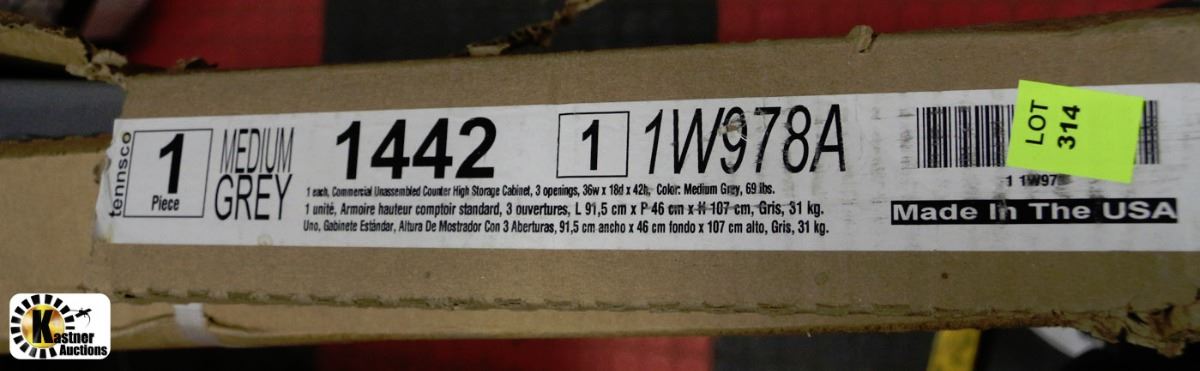 tennsco
1
Piece
MEDIUM
GREY
1442
1
1W978A
1 each, Commercial Unassembled Counter High Storage Cabinet, 3 openings, 36w x 18d x 42h, Color: Medium Grey, 69 lbs.
1 unité, Armoire hauteur comptoir standard, 3 ouvertures, L 91,5 cm x P 46 cm x H 107 cm, Gris, 31 kg.
Uno, Gabinete Estándar, Altura De Mostrador Con 3 Aberturas, 91,5 cm ancho x 46 cm fondo x 107 cm alto, Gris, 31 kg.
LOT
314
1 1W97
Made In The USA
Kastner
Auctions